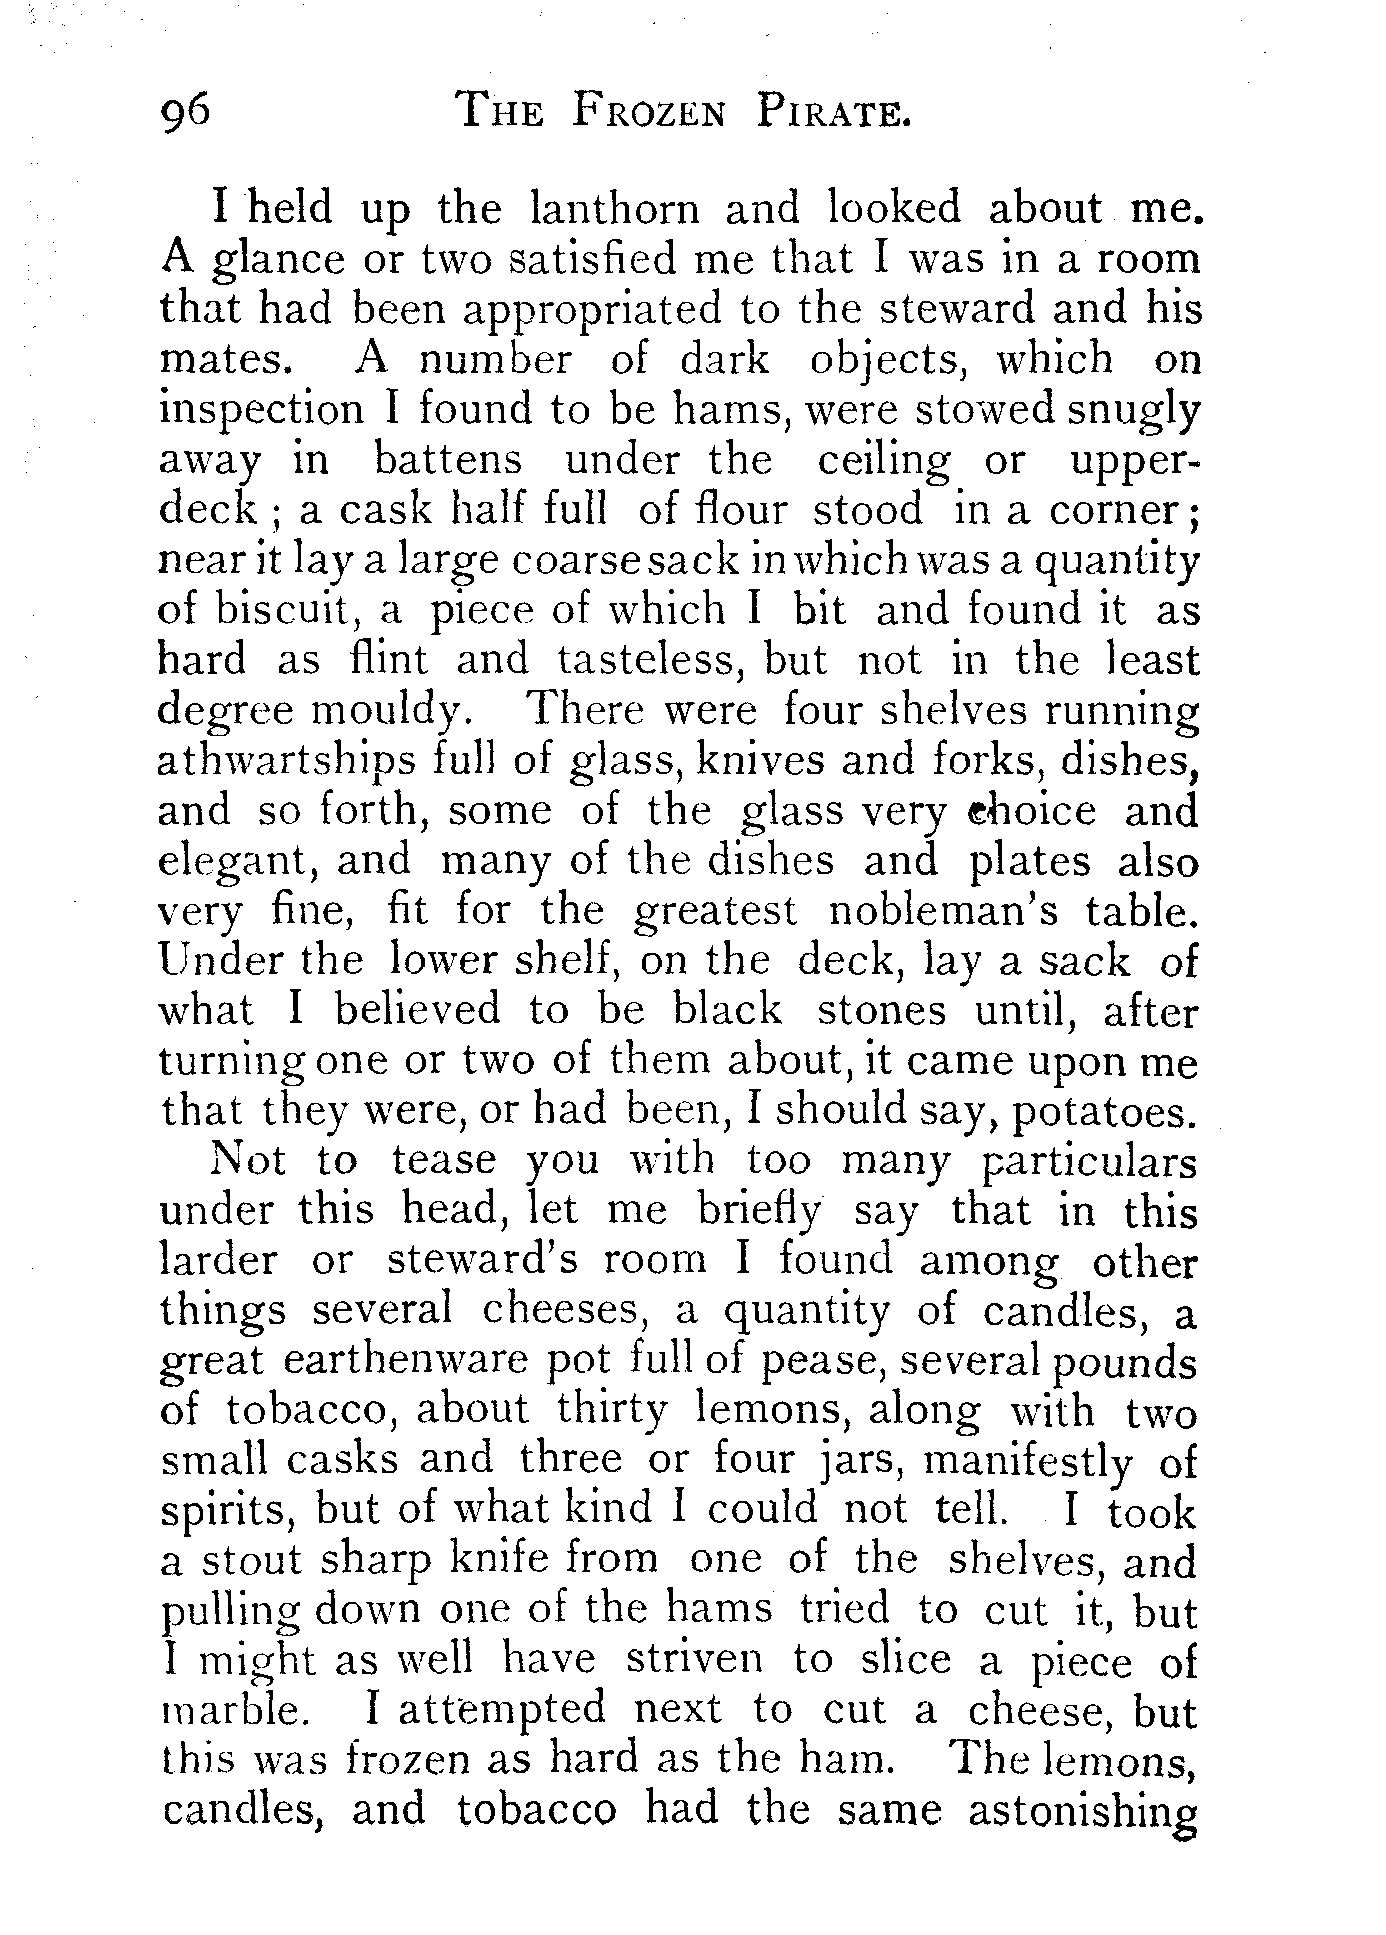 96 THE FROZEN PIRATE.
I held up the lanthorn and looked about me.
A glance or two satisfied me that I was in a room
that had been appropriated to the steward and his
mates. A number of dark objects, which on
inspection I found to be hams, were stowed snugly
away in battens under the ceiling or upper-
deck ; a cask half full of flour stood in a corner ;
near it lay a large coarse sack in which was a quantity
of biscuit, a piece of which I bit and found it as
hard as flint and tasteless, but not in the least
degree mouldy. There were four shelves running
athwartships full of glass, knives and forks, dishes,
and so forth, some of the glass very choice and
elegant, and many of the dishes and plates also
very fine, fit for the greatest nobleman's table.
Under the lower shelf, on the deck, lay a sack of
what I believed to be black stones until, after
turning one or two of them about, it came upon me
that they were, or had been, I should say, potatoes.
Not to tease you with too many particulars
under this head, let me briefly say that in this
larder or steward's room I found among other
things several cheeses, a quantity of candles, a
great earthenware pot full of pease, several pounds
of tobacco, about thirty lemons, along with two
small casks and three or four jars, manifestly of
spirits, but of what kind I could not tell. I took
a stout sharp knife from one of the shelves, and
pulling down one of the hams tried to cut it, but
I might as well have striven to slice a piece of
marble. I attempted next to cut a cheese, but
this was frozen as hard as the ham. The lemons,
candles, and tobacco had the same astonishing